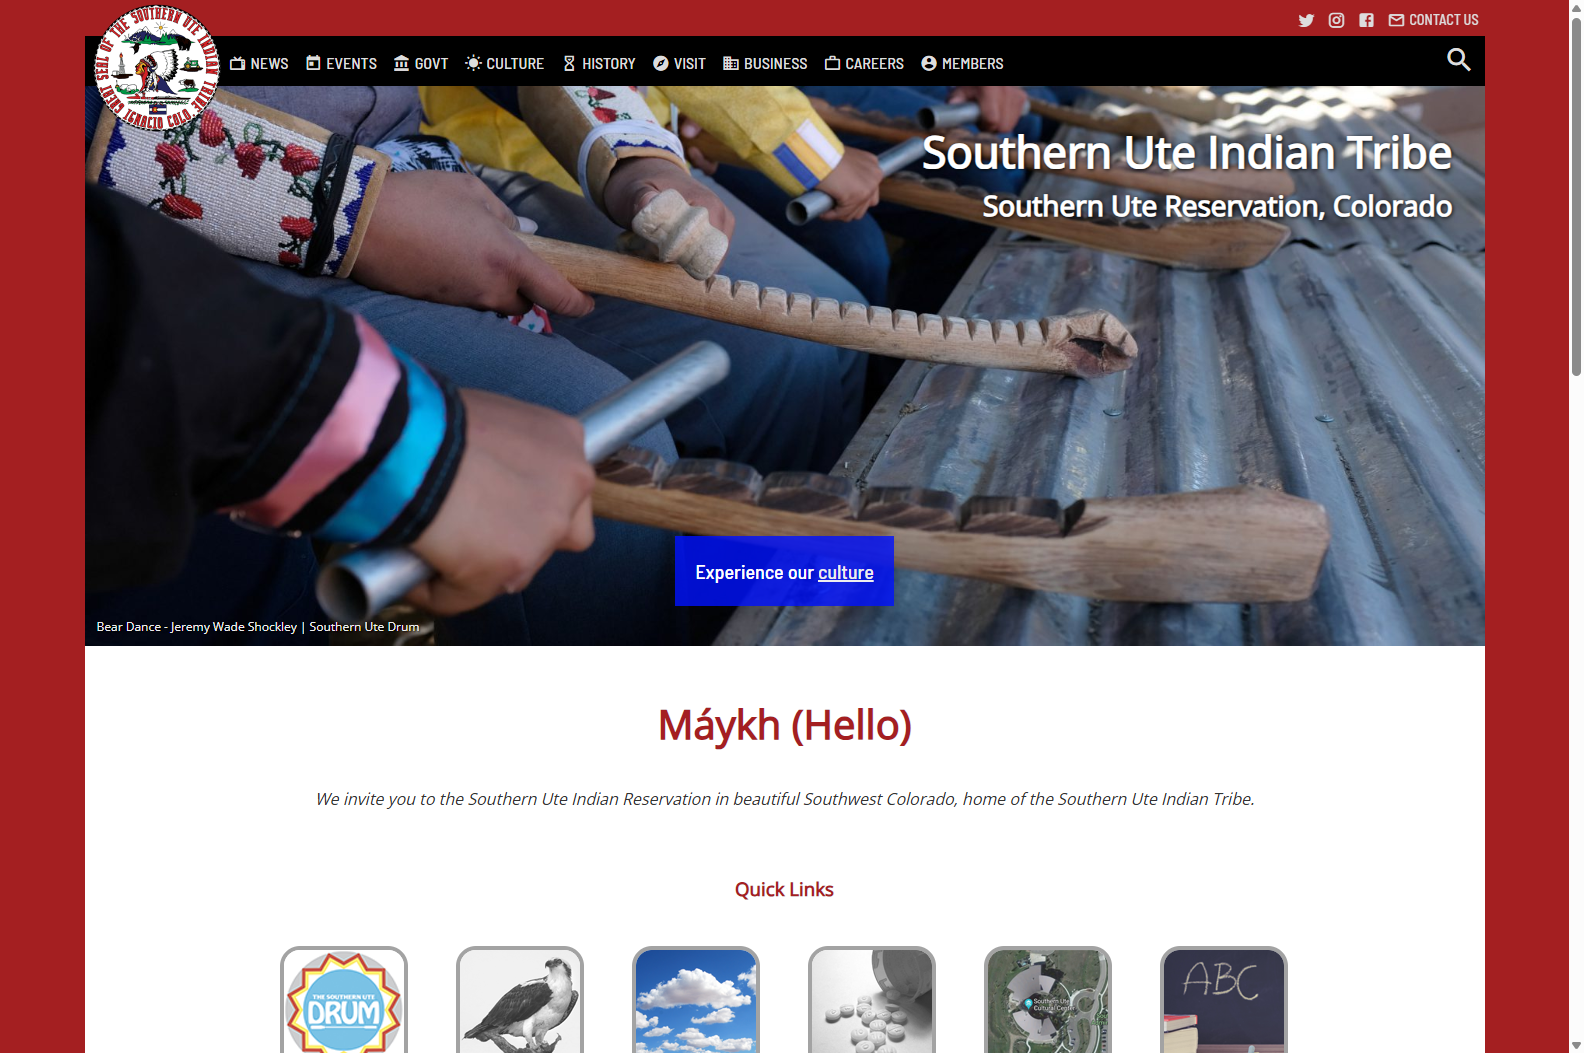 CONTACT US
GREAT SEAL OF THE SOUTHERN UTE INDIAN TRIBE
IGNACIO COLO.
NEWS EVENTS GOVT CULTURE HISTORY VISIT BUSINESS CAREERS MEMBERS
Southern Ute Indian Tribe
Southern Ute Reservation, Colorado
Experience our culture
Bear Dance - Jeremy Wade Shockley | Southern Ute Drum
Máykh (Hello)
We invite you to the Southern Ute Indian Reservation in beautiful Southwest Colorado, home of the Southern Ute Indian Tribe.
Quick Links
THE SOUTHERN UTE
DRUM
Southern Ute
Cultural Center
ABC